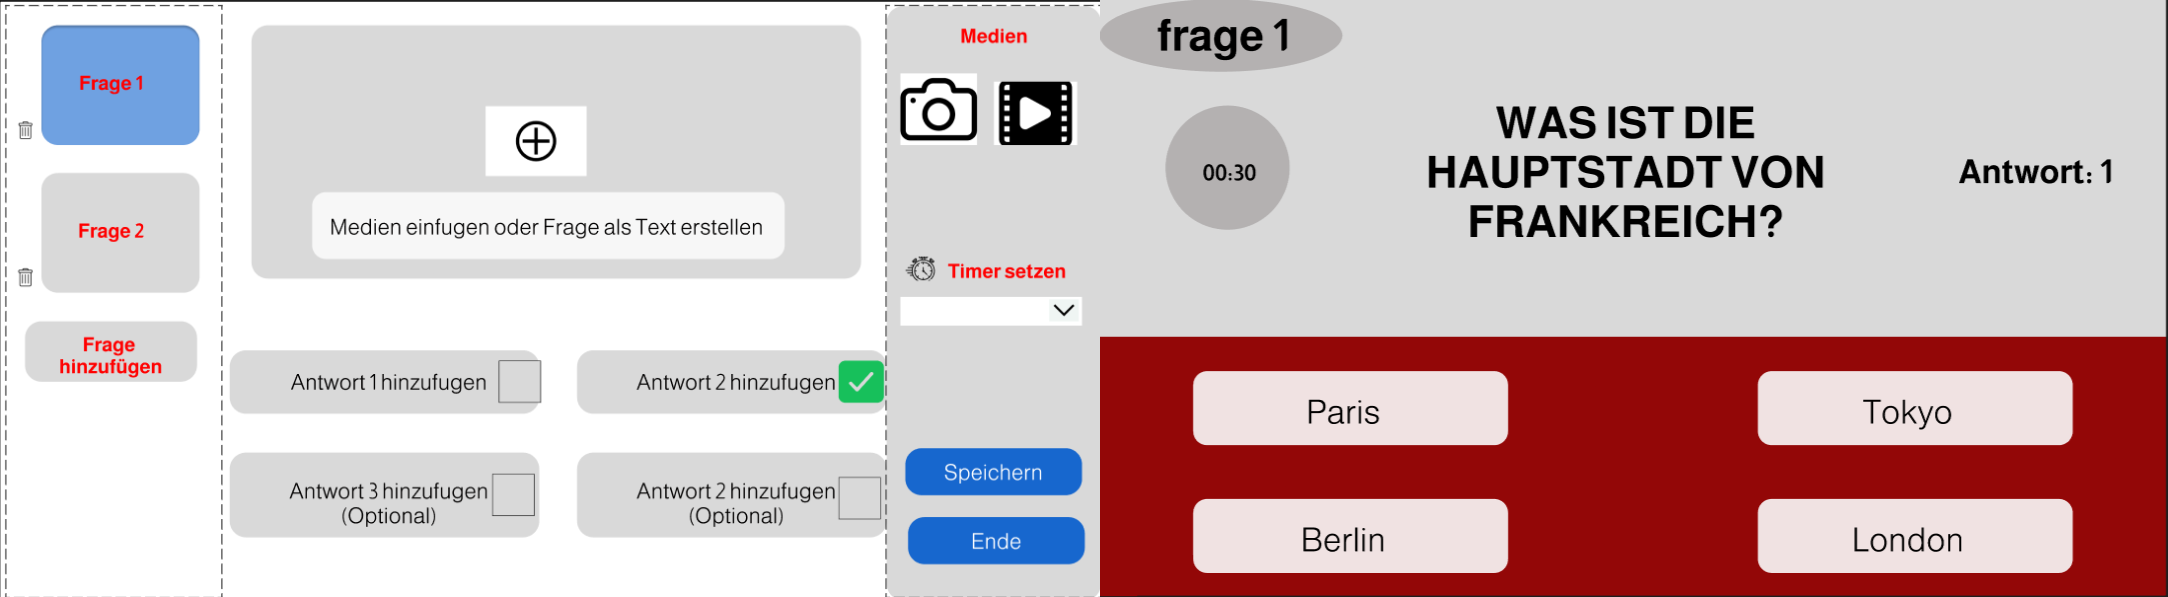 Frage 1
Frage 2
Frage
hinzufügen
Medien einfugen oder Frage als Text erstellen
Antwort 1 hinzufugen
Antwort 2 hinzufugen
Antwort 3 hinzufugen
(Optional)
Antwort 2 hinzufugen
(Optional)
Medien
Timer setzen
Speichern
Ende
frage 1
00:30
WAS IST DIE
HAUPTSTADT VON
FRANKREICH?
Antwort: 1
Paris
Tokyo
Berlin
London